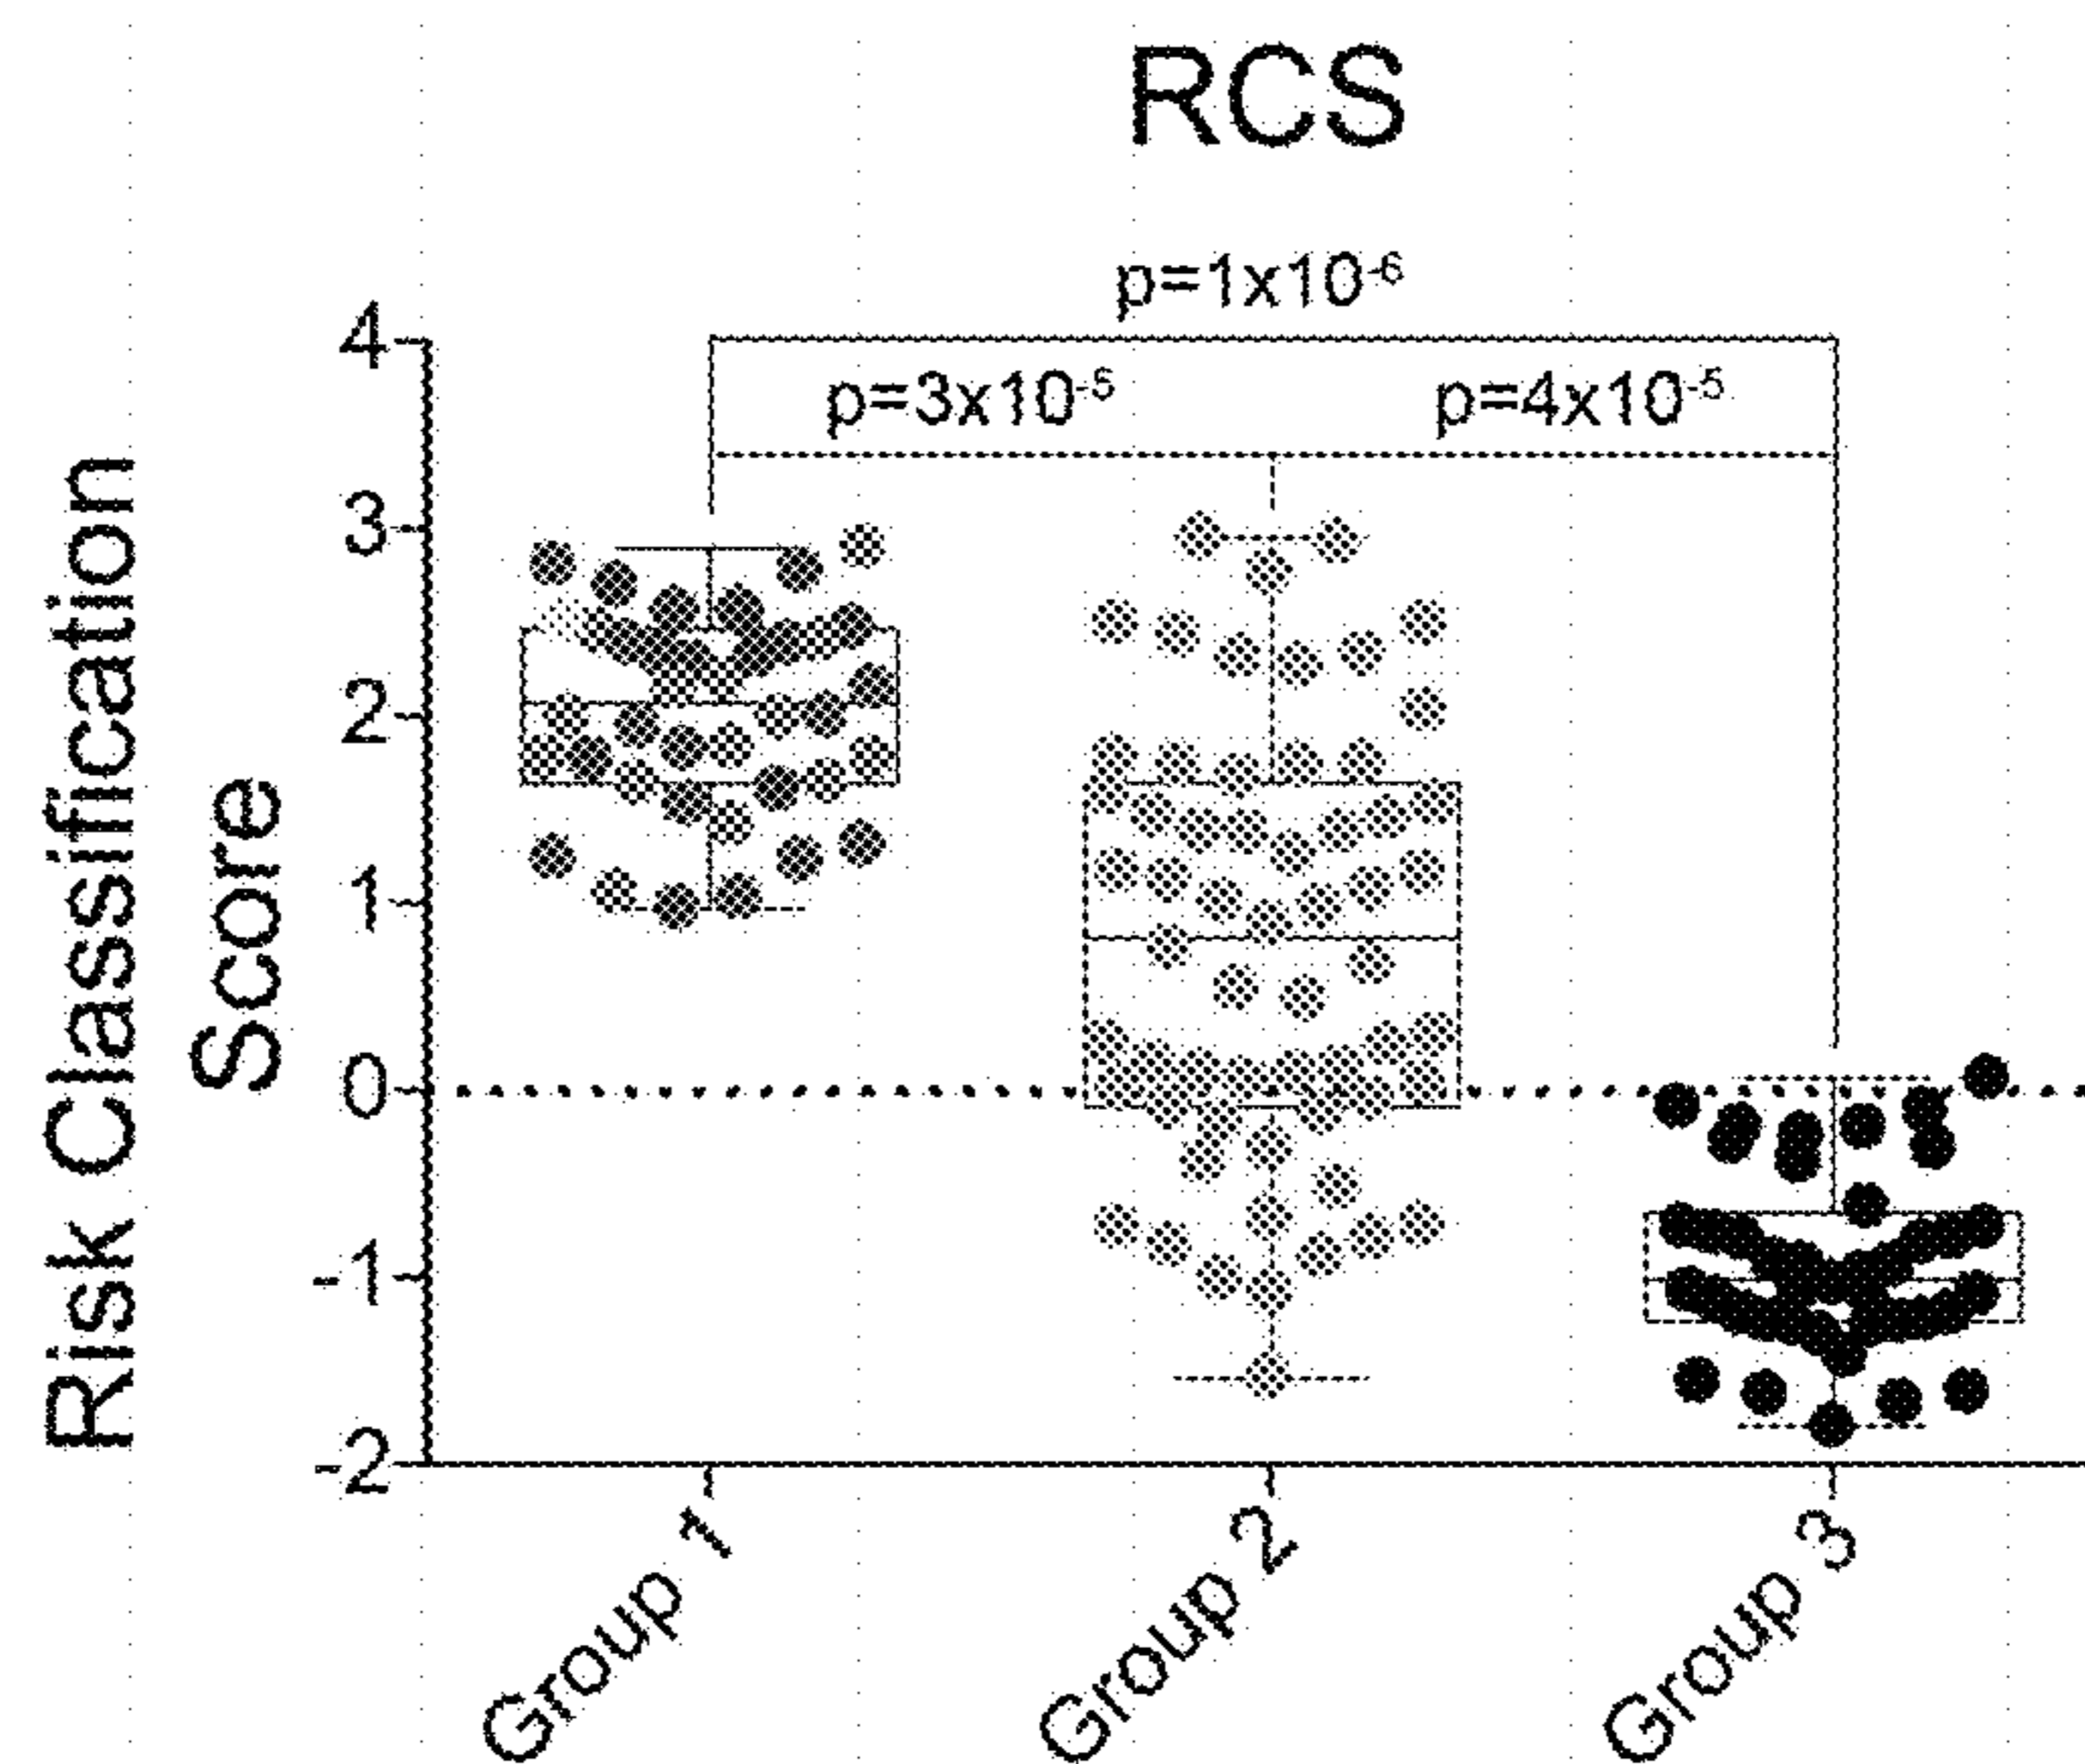 RCS
p=1x10⁻⁶
p=3x10
p=4x10⁻⁵
Risk Classification
Score
4
3
2
1
0
-1
-2
Group 1
Group 2
Group 3